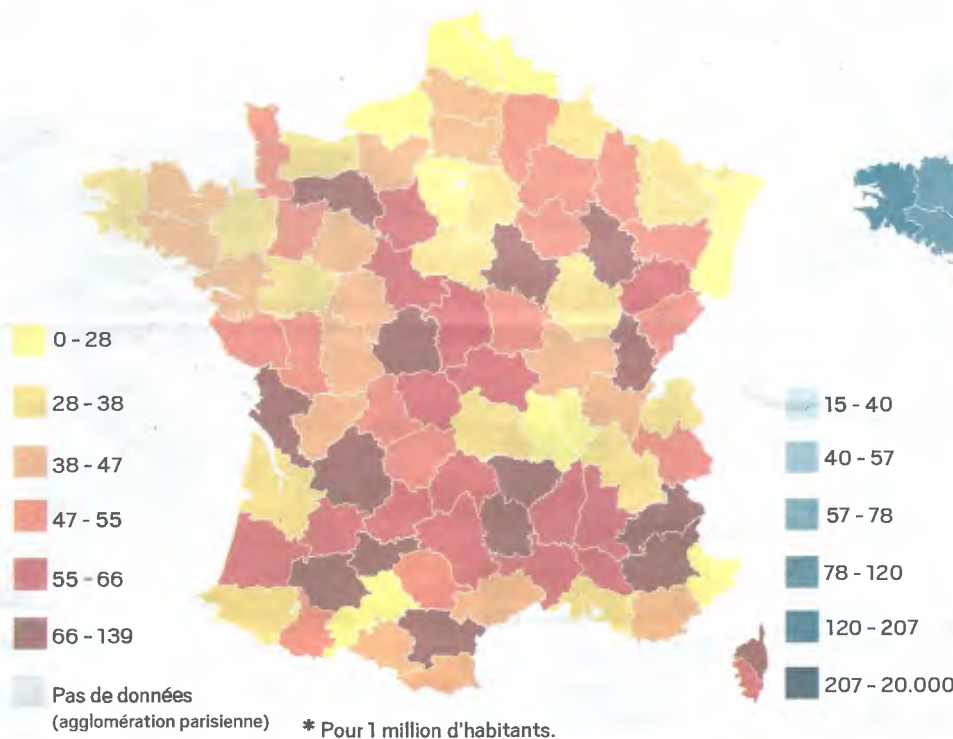 0 - 28
28 - 38
38 - 47
47 - 55
55 - 66
66 - 139
Pas de données
(agglomération parisienne)
* Pour 1 million d'habitants.
15 - 40
40 - 57
57 - 78
78 - 120
120 - 207
207 - 20.000